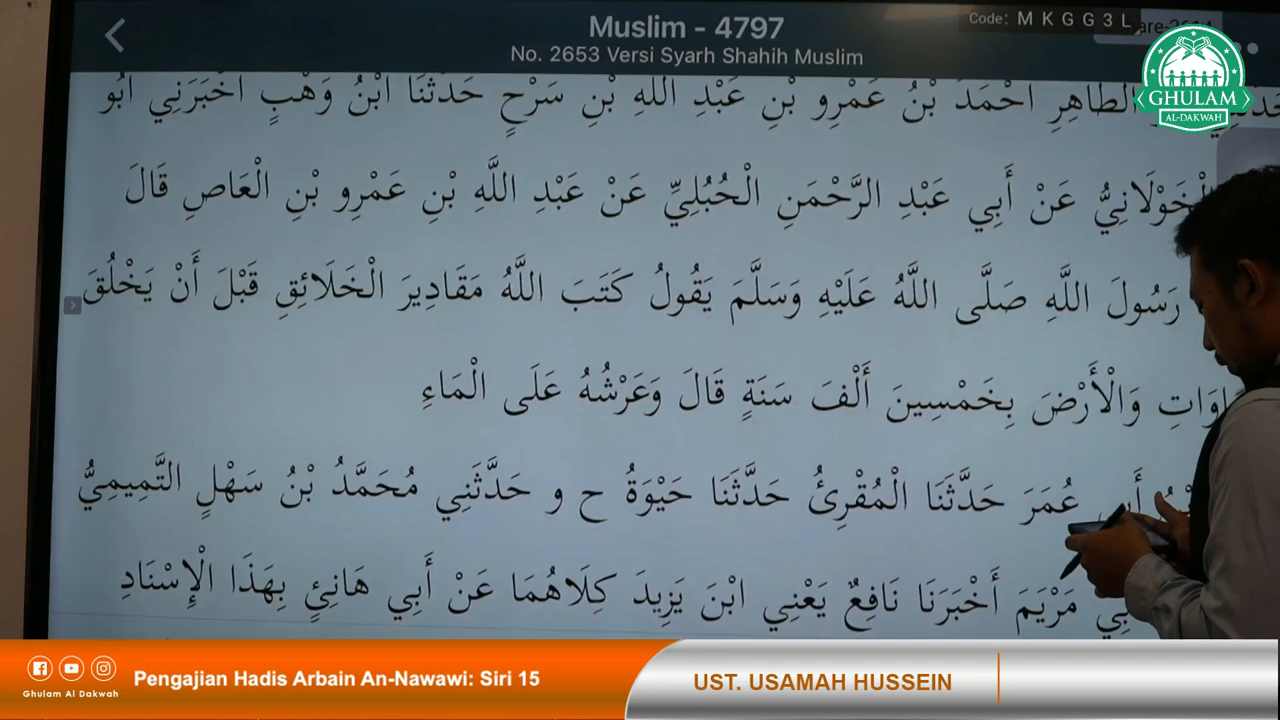 Muslim - 4797
Code: M K G G 3 L
No. 2653 Versi Syarh Shahih Muslim
GHULAM
AL-DAKWAH
الطَّاهِرِ أَحْمَدُ بْنُ عَمْرِو بْنِ عَبْدِ اللَّهِ بْنِ سَرْحٍ حَدَّثَنَا ابْنُ وَهْبٍ أَخْبَرَنِي أَبُو
الْخَوْلَانِيُّ عَنْ أَبِي عَبْدِ الرَّحْمَنِ الْحُبُلِيِّ عَنْ عَبْدِ اللَّهِ بْنِ عَمْرِو بْنِ الْعَاصِ قَالَ
رَسُولَ اللَّهِ صَلَّى اللَّهُ عَلَيْهِ وَسَلَّمَ يَقُولُ كَتَبَ اللَّهُ مَقَادِيرَ الْخَلَائِقِ قَبْلَ أَنْ يَخْلُقَ
وَالْأَرْضَ بِخَمْسِينَ أَلْفَ سَنَةٍ قَالَ وَعَرْشُهُ عَلَى الْمَاءِ
أَبِي عُمَرَ حَدَّثَنَا الْمُقْرِئُ حَدَّثَنَا حَيْوَةُ ح و حَدَّثَنِي مُحَمَّدُ بْنُ سَهْلٍ التَّمِيمِيُّ
مَرْيَمَ أَخْبَرَنَا نَافِعٌ يَعْنِي ابْنَ يَزِيدَ كِلَاهُمَا عَنْ أَبِي هَانِئٍ بِهَذَا الْإِسْنَادِ
Ghulam Al Dakwah
Pengajian Hadis Arbain An-Nawawi: Siri 15
UST. USAMAH HUSSEIN